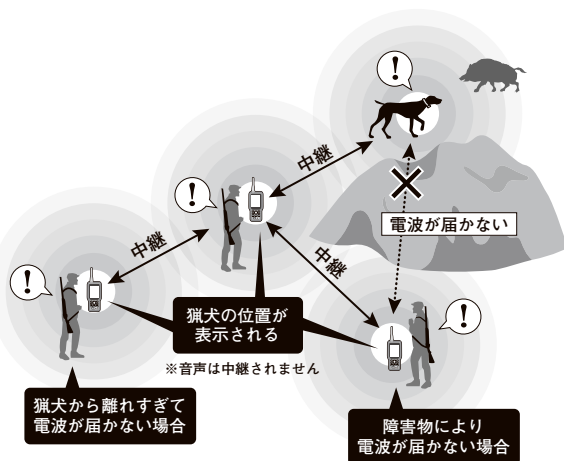 !
中継
!
電波が届かない
中継
中継
!
!
猟犬の位置が
表示される
※音声は中継されません
猟犬から離れすぎて
電波が届かない場合
障害物により
電波が届かない場合